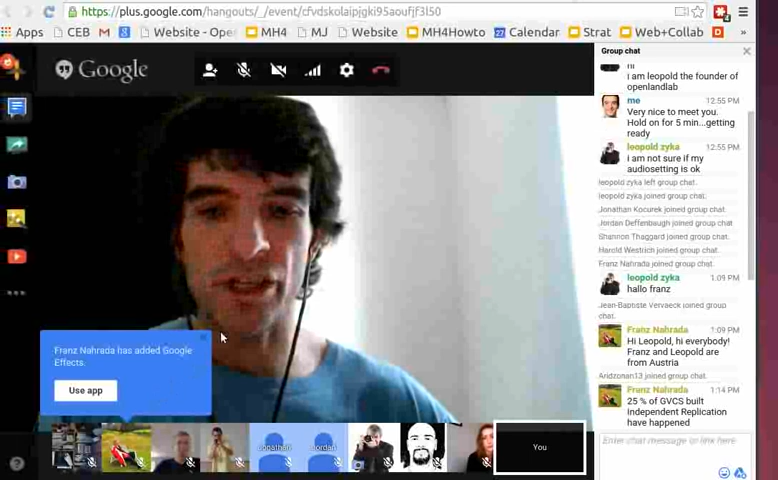 https://plus.google.com/hangouts/_/event/cfvdskolaipjgki95aoufjf3l50
Apps CEB M MJ Website - Ope MH4 MJ Website MH4Howto 27 Calendar Strat Web+Collab D
Google
Group chat
hi
i am leopold the founder of
openlandlab
me 12:55 PM
Very nice to meet you.
Hold on for 5 min...getting
ready
leopold zyka 12:55 PM
i am not sure if my
audiosetting is ok
leopold zyka left group chat.
leopold zyka joined group chat.
Jonathan Kocurek joined group chat.
Jordan Deffenbaugh joined group chat
Shannon Thaggard joined group chat.
Harold Westrich joined group chat.
Franz Nahrada joined group chat.
leopold zyka 1:09 PM
hallo franz
Jean-Baptiste Vervaeck joined group
chat.
Franz Nahrada 1:09 PM
Hi Leopold, hi everybody!
Franz and Leopold are
from Austria
Aridzonan13 joined group chat.
Franz Nahrada 1:14 PM
25 % of GVCS built
Independent Replication
have happened
Franz Nahrada has added Google
Effects.
Use app
Jonathan
Jordan
You
Enter chat message or link here